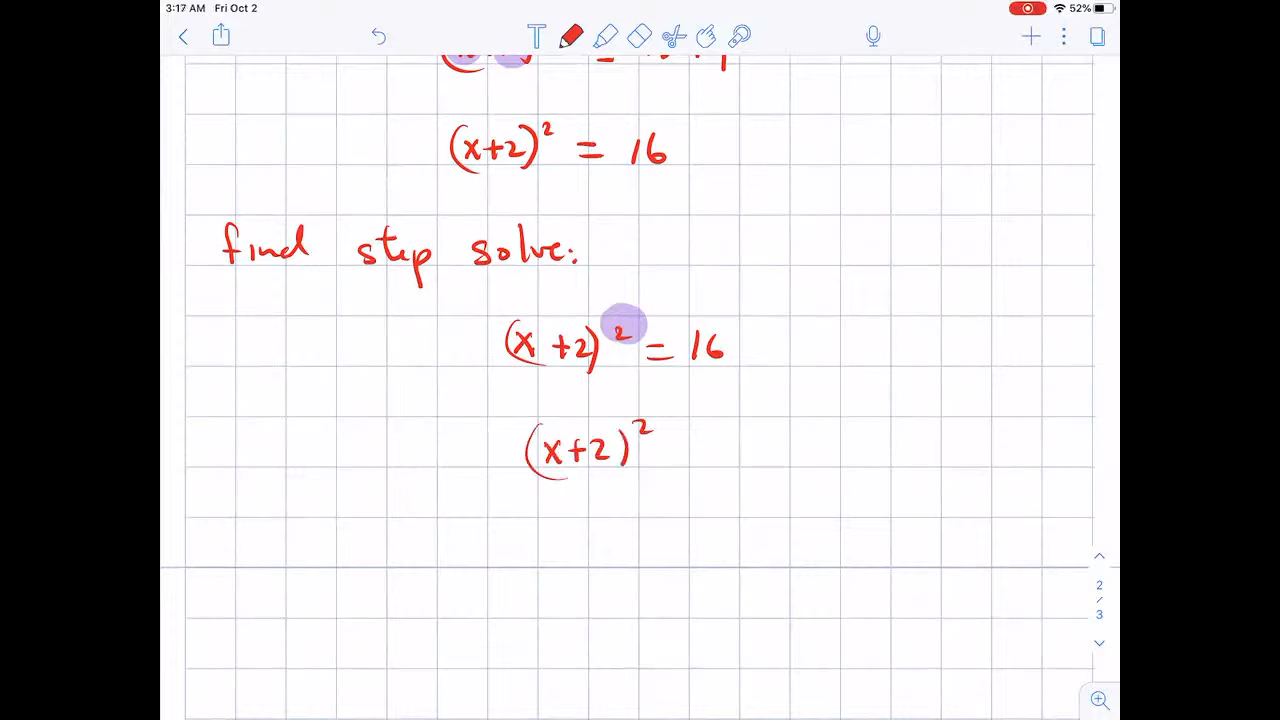 3:17 AM Fri Oct 2 52%
T
(x+2)² = 16
find step solve:
(x+2)² = 16
(x+2)²
2
/
3